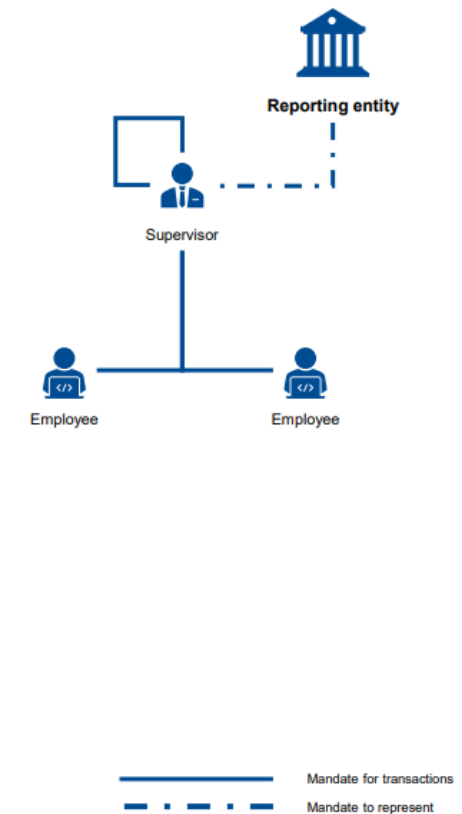 Reporting entity
Supervisor
Employee
Employee
Mandate for transactions
Mandate to represent